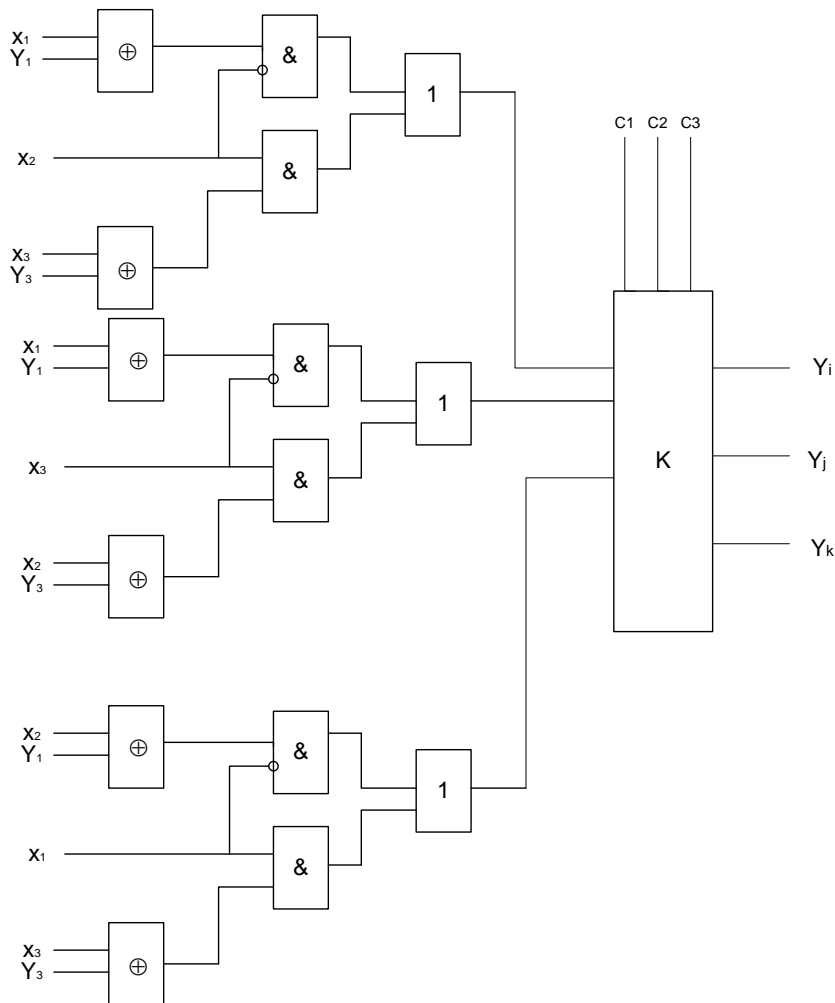 x₁
Y₁
⊕
&
1
C1 C2 C3
x₂
&
x₃
Y₃
⊕
x₁
Y₁
⊕
&
1
Yᵢ
x₃
&
K
Yⱼ
x₂
Y₃
⊕
Yₖ
x₂
Y₁
⊕
&
1
x₁
&
x₃
Y₃
⊕